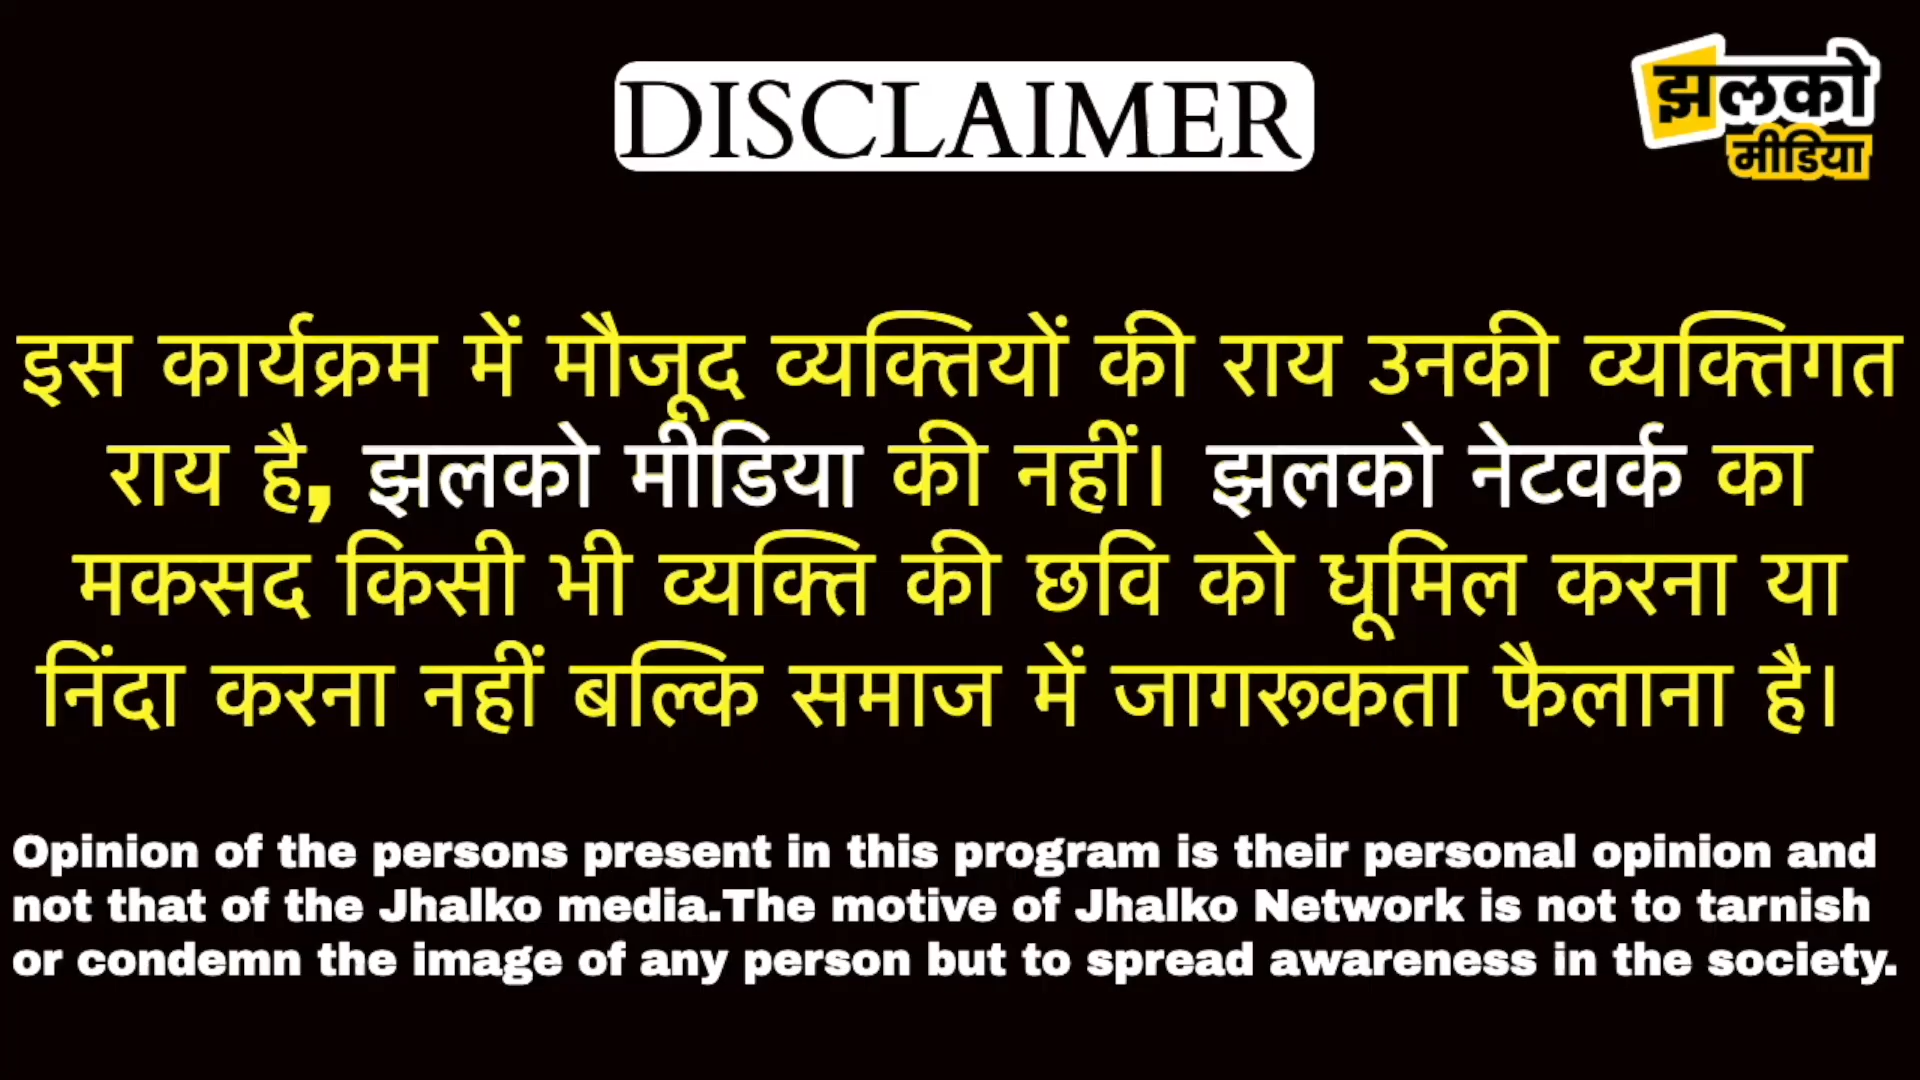 DISCLAIMER
झलको
मीडिया
इस कार्यक्रम में मौजूद व्यक्तियों की राय उनकी व्यक्तिगत
राय है, झलको मीडिया की नहीं। झलको नेटवर्क का
मकसद किसी भी व्यक्ति की छवि को धूमिल करना या
निंदा करना नहीं बल्कि समाज में जागरूकता फैलाना है।
Opinion of the persons present in this program is their personal opinion and
not that of the Jhalko media.The motive of Jhalko Network is not to tarnish
or condemn the image of any person but to spread awareness in the society.